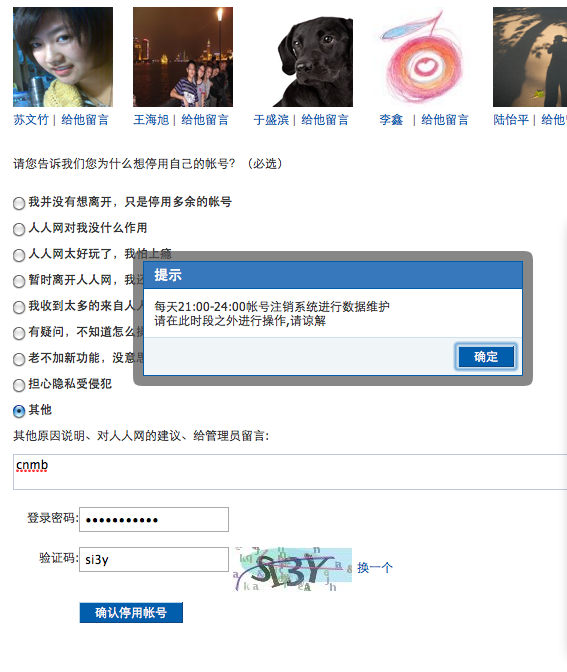 苏文竹 | 给他留言 王海旭 | 给他留言 于盛滨 | 给他留言 李鑫 | 给他留言 陆怡平 | 给他
请您告诉我们您为什么想停用自己的帐号？（必选）
我并没有想离开，只是停用多余的帐号
人人网对我没什么作用
人人网太好玩了，我怕上瘾
暂时离开人人网，我还
我收到太多的来自人人
有疑问，不知道怎么
老不加新功能，没意思
担心隐私受侵犯
其他
提示
每天21:00-24:00帐号注销系统进行数据维护
请在此时段之外进行操作,请谅解
确定
其他原因说明、对人人网的建议、给管理员留言:
cnmb
登录密码: •••••••••••
验证码: si3y SI3Y 换一个
确认停用帐号